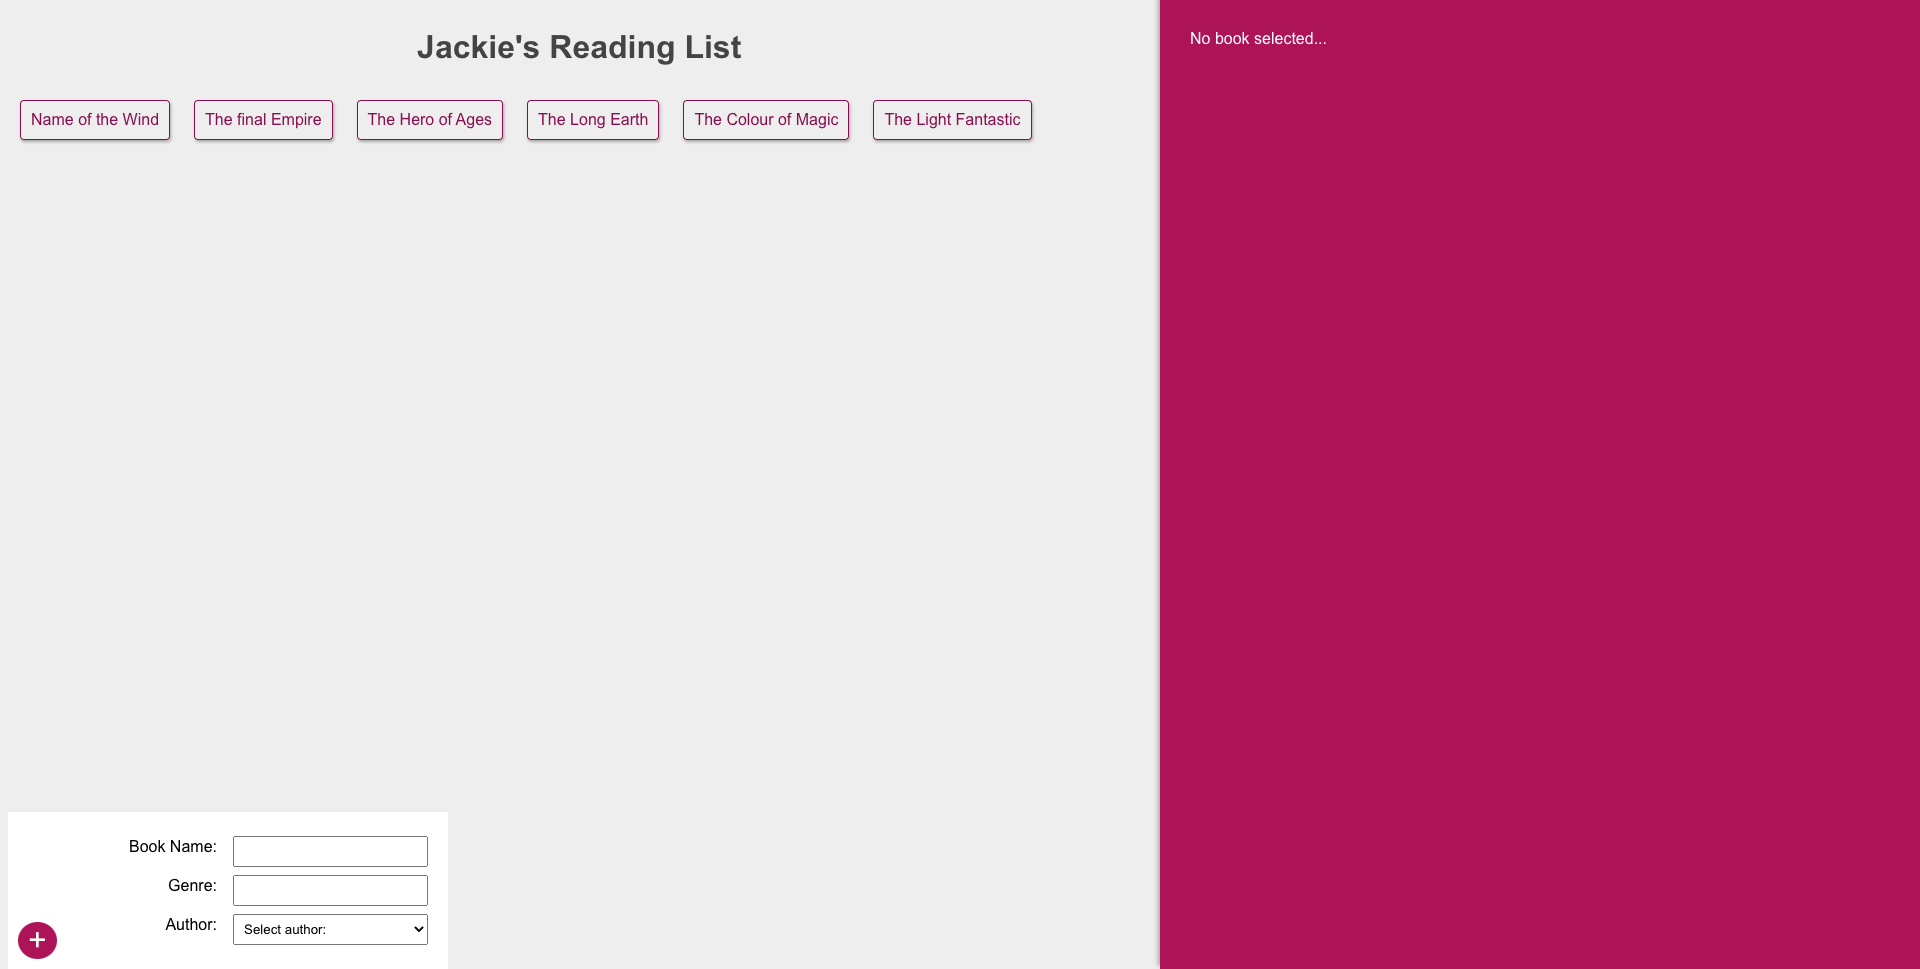 Jackie's Reading List
No book selected...
Name of the Wind
The final Empire
The Hero of Ages
The Long Earth
The Colour of Magic
The Light Fantastic
Book Name:
Genre:
Author: Select author:
+